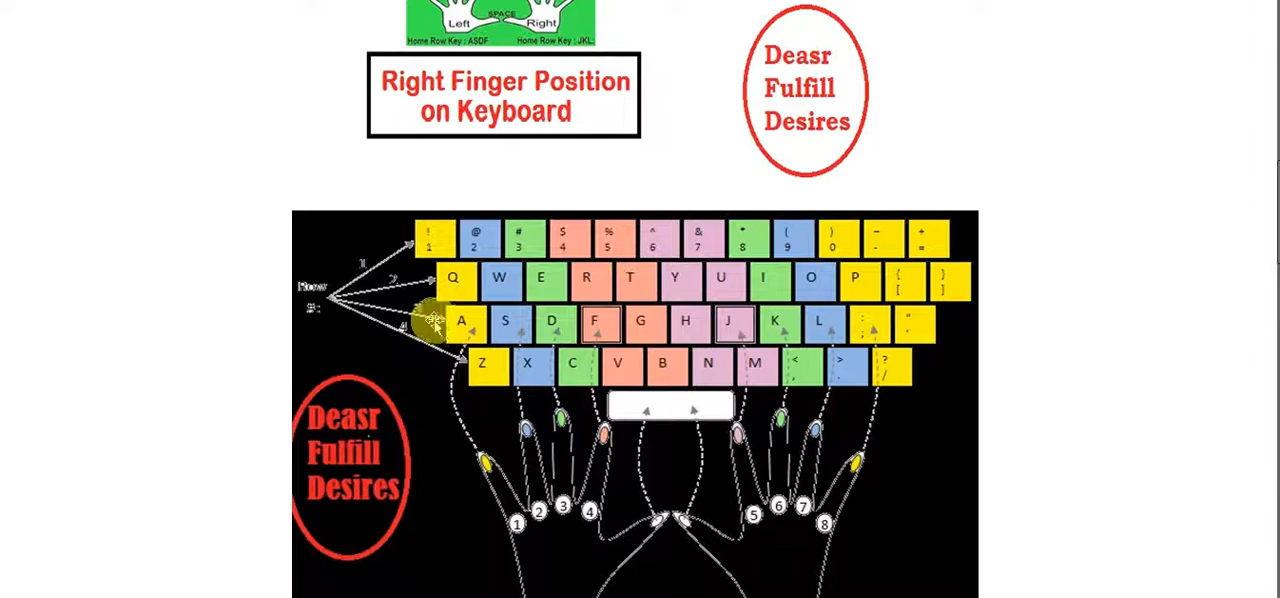 SPACE
Left Right
Home Row Key : ASDF Home Row Key : JKL
Right Finger Position
on Keyboard
Deasr
Fulfill
Desires
! @ # $ % ^ & * ( ) - +
1 2 3 4 5 6 7 8 9 0 - =
Q W E R T Y U I O P { }
[ ]
A S D F G H J K L : "
; '
Z X C V B N M < > ?
, . /
Row
#:
1
2
4
Deasr
Fulfill
Desires
1 2 3 4 5 6 7 8